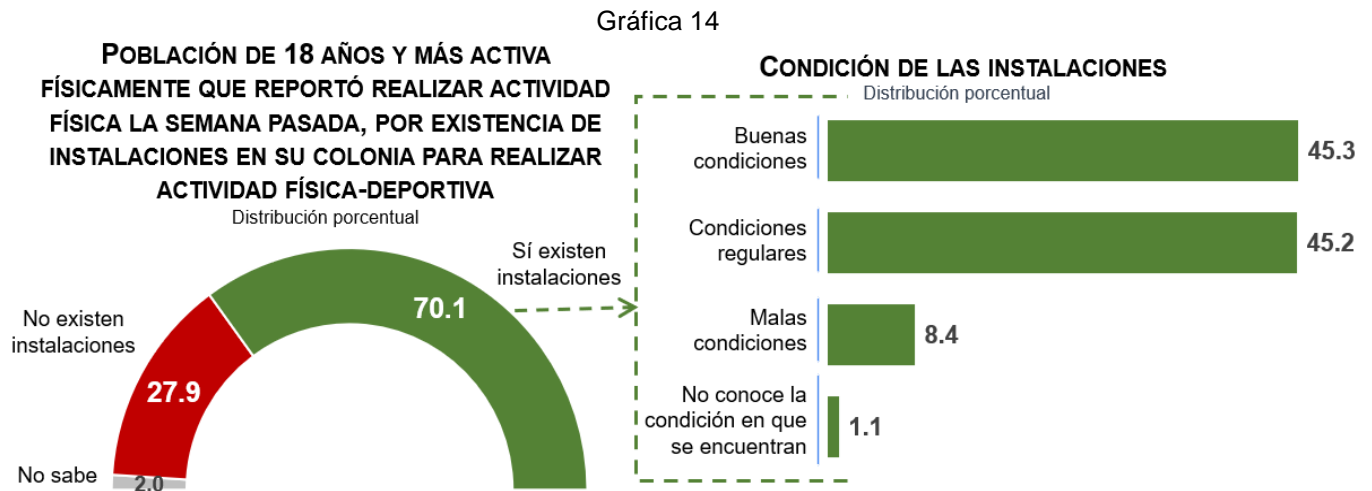 Gráfica 14
POBLACIÓN DE 18 AÑOS Y MÁS ACTIVA
FÍSICAMENTE QUE REPORTÓ REALIZAR ACTIVIDAD
FÍSICA LA SEMANA PASADA, POR EXISTENCIA DE
INSTALACIONES EN SU COLONIA PARA REALIZAR
ACTIVIDAD FÍSICA-DEPORTIVA
Distribución porcentual
Sí existen
instalaciones
70.1
No existen
instalaciones
27.9
No sabe
2.0
CONDICIÓN DE LAS INSTALACIONES
Distribución porcentual
Buenas
condiciones
45.3
Condiciones
regulares
45.2
Malas
condiciones
8.4
No conoce la
condición en que
se encuentran
1.1